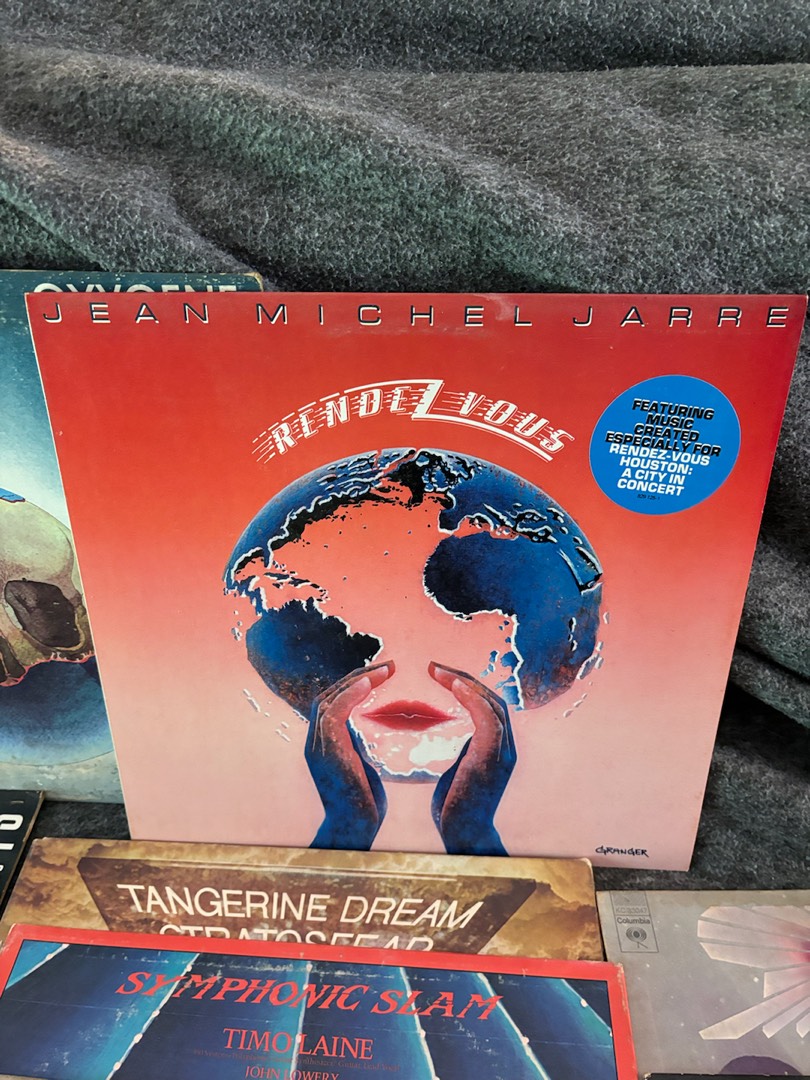 OXYGENE
JEAN MICHEL JARRE
RENDEZ VOUS
FEATURING
MUSIC
CREATED
ESPECIALLY FOR
RENDEZ-VOUS
HOUSTON:
A CITY IN
CONCERT
GRANGER
TANGERINE DREAM
STRATOSFEAR
Columbia
SYMPHONIC SLAM
TIMO LAINE
JOHN LOWERY